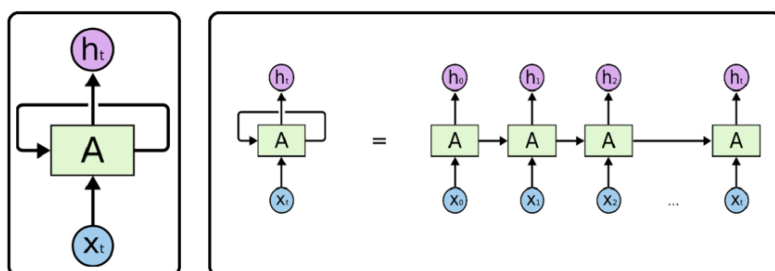 hₜ
A
xₜ
hₜ h₀ h₁ h₂ hₜ
A = A A A A
xₜ x₀ x₁ x₂ ... xₜ